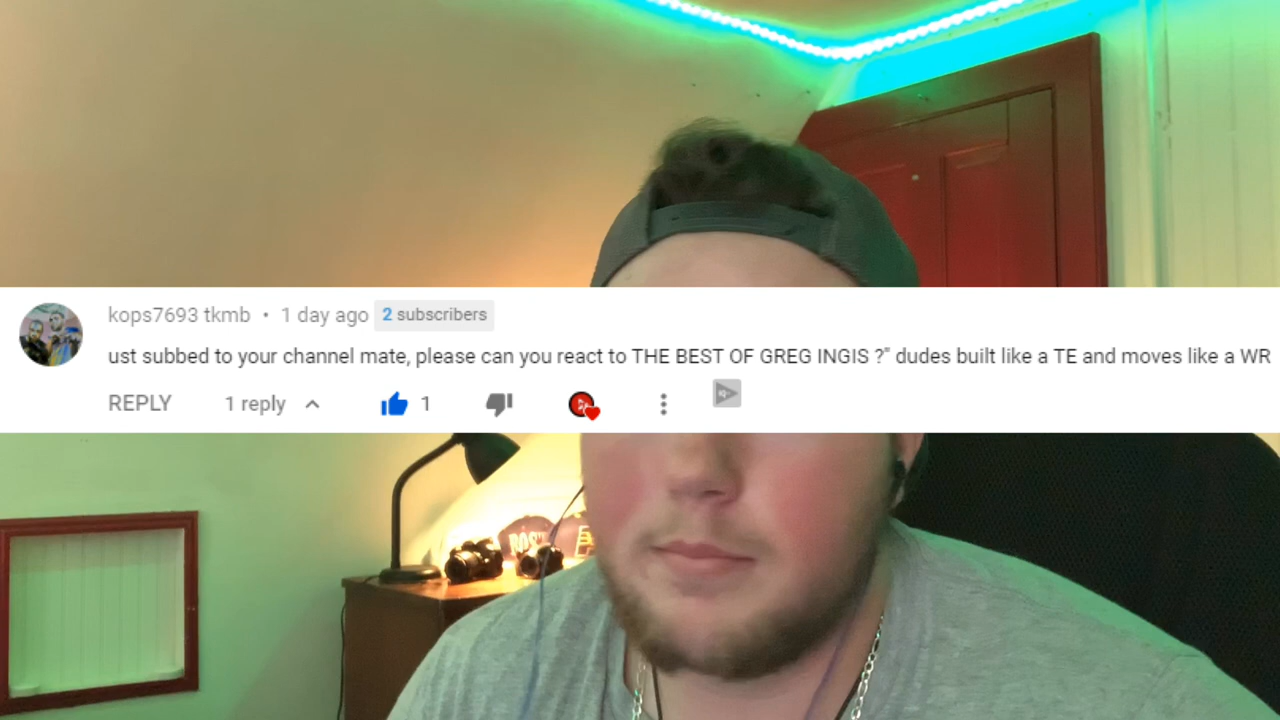 kops7693 tkmb • 1 day ago 2 subscribers
ust subbed to your channel mate, please can you react to THE BEST OF GREG INGIS ?" dudes built like a TE and moves like a WR
REPLY 1 reply 1
BOS